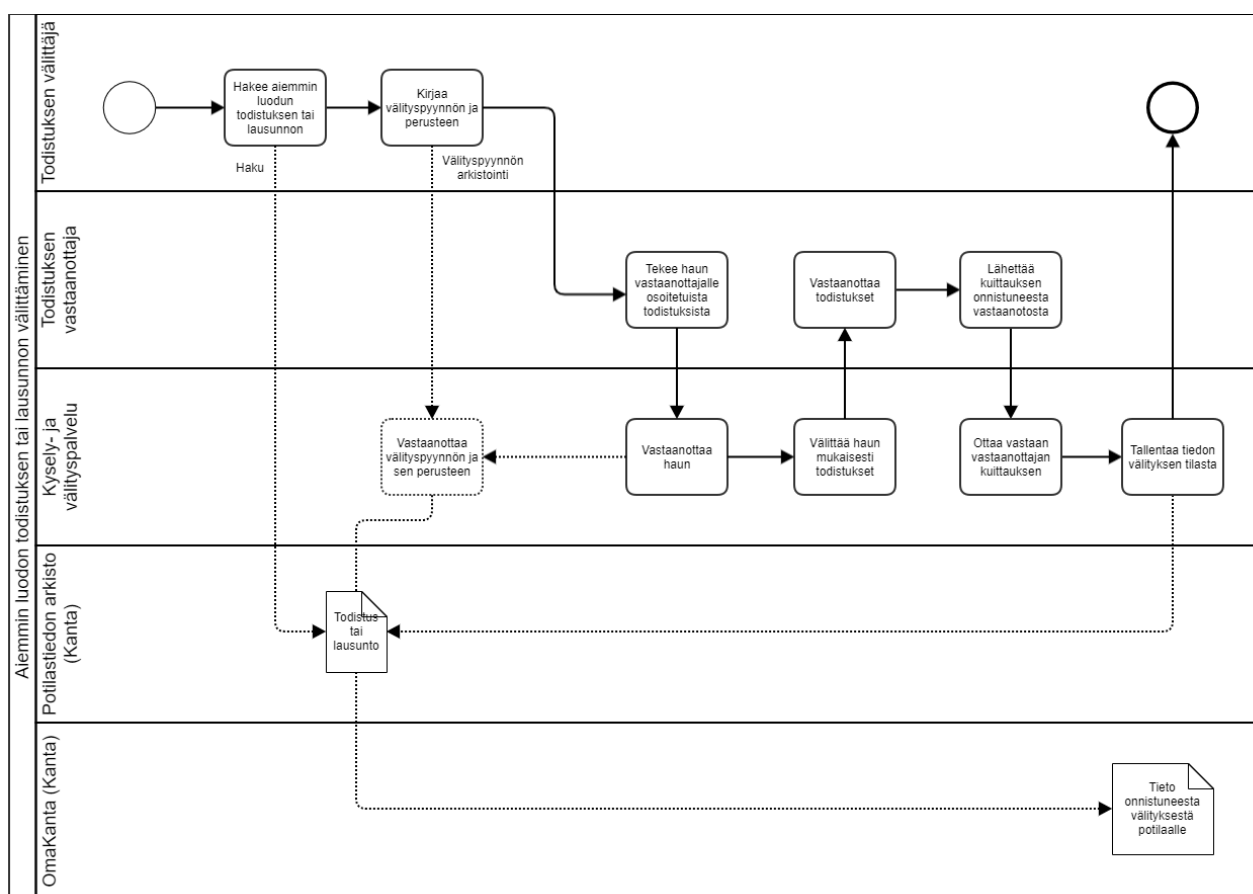 Aiemmin luodon todistuksen tai lausunnon välittäminen
Todistuksen välittäjä
Hakee aiemmin
luodun
todistuksen tai
lausunnon
Kirjaa
välityspyynnön ja
perusteen
Haku
Välityspyynnön
arkistointi
Todistuksen
vastaanottaja
Tekee haun
vastaanottajalle
osoitetuista
todistuksista
Vastaanottaa
todistukset
Lähettää
kuittauksen
onnistuneesta
vastaanotosta
Kysely- ja
välityspalvelu
Vastaanottaa
välityspyynnön ja
sen perusteen
Vastaanottaa
haun
Välittää haun
mukaisesti
todistukset
Ottaa vastaan
vastaanottajan
kuittauksen
Tallentaa tiedon
välityksen tilasta
Potilastiedon arkisto
(Kanta)
Todistus
tai
lausunto
OmaKanta (Kanta)
Tieto
onnistuneesta
välityksestä
potilaalle